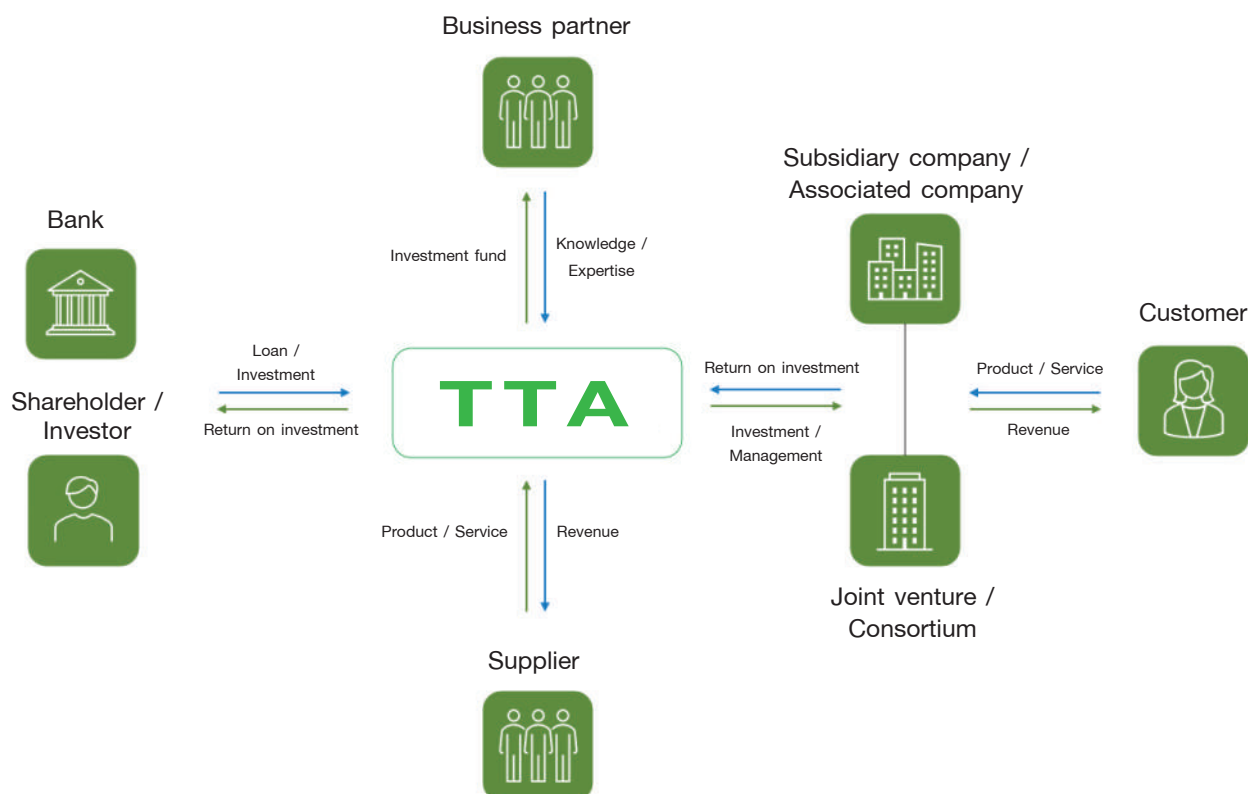 Business partner
Subsidiary company /
Associated company
Bank
Investment fund
Knowledge /
Expertise
Customer
Loan /
Investment
TTA
Return on investment
Product / Service
Shareholder /
Investor
Return on investment
Investment /
Management
Revenue
Product / Service
Revenue
Joint venture /
Consortium
Supplier